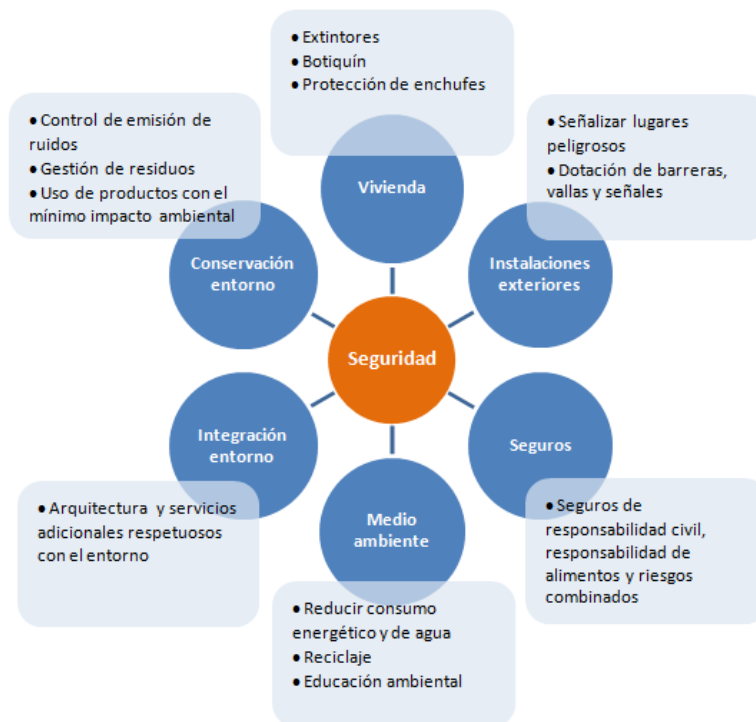 • Extintores
• Botiquín
• Protección de enchufes
Vivienda
• Señalizar lugares
peligrosos
• Dotación de barreras,
vallas y señales
Instalaciones
exteriores
Seguros
• Seguros de
responsabilidad civil,
responsabilidad de
alimentos y riesgos
combinados
Medio
ambiente
• Reducir consumo
energético y de agua
• Reciclaje
• Educación ambiental
Integración
entorno
• Arquitectura y servicios
adicionales respetuosos
con el entorno
• Control de emisión de
ruidos
• Gestión de residuos
• Uso de productos con el
mínimo impacto ambiental
Conservación
entorno
Seguridad